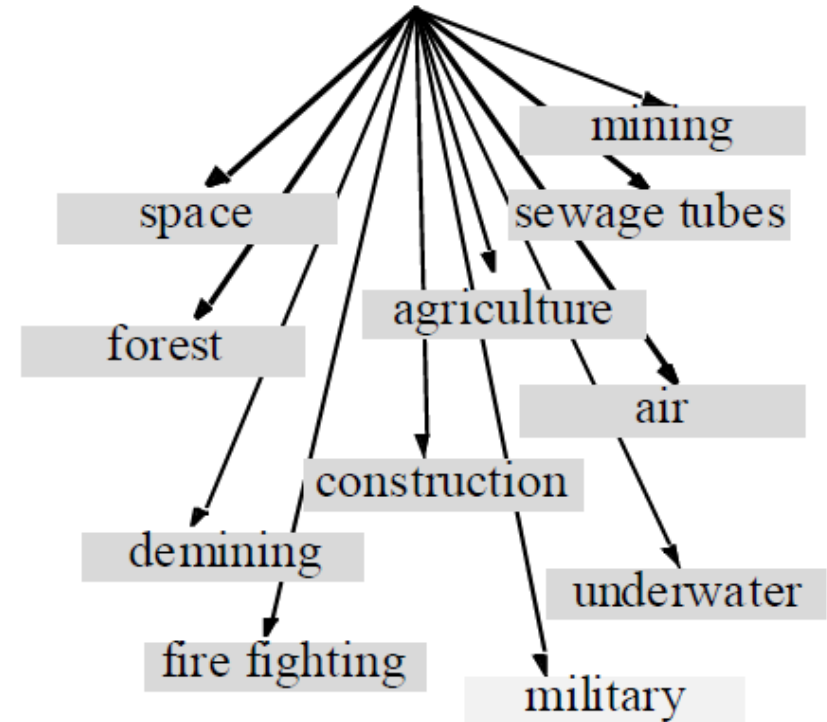 mining
space
sewage tubes
agriculture
forest
air
construction
demining
underwater
fire fighting
military